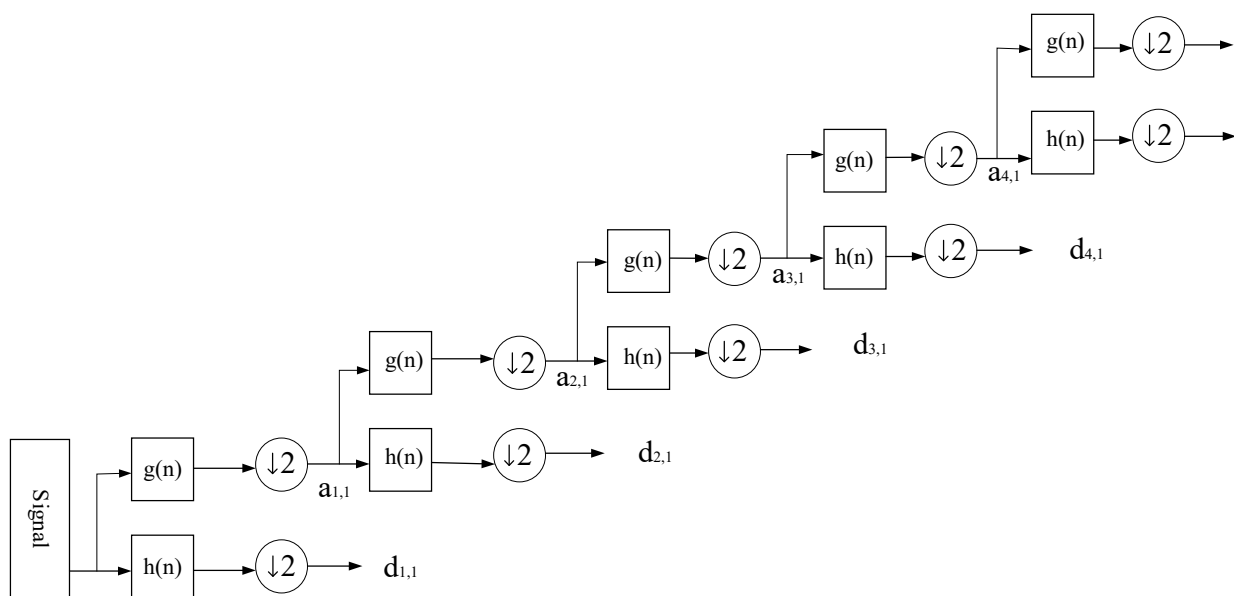 g(n) ↓2
h(n) ↓2
a4,1
g(n) ↓2
h(n) ↓2 d4,1
a3,1
g(n) ↓2
h(n) ↓2 d3,1
a2,1
g(n) ↓2
h(n) ↓2 d2,1
a1,1
g(n) ↓2
Signal
h(n) ↓2 d1,1